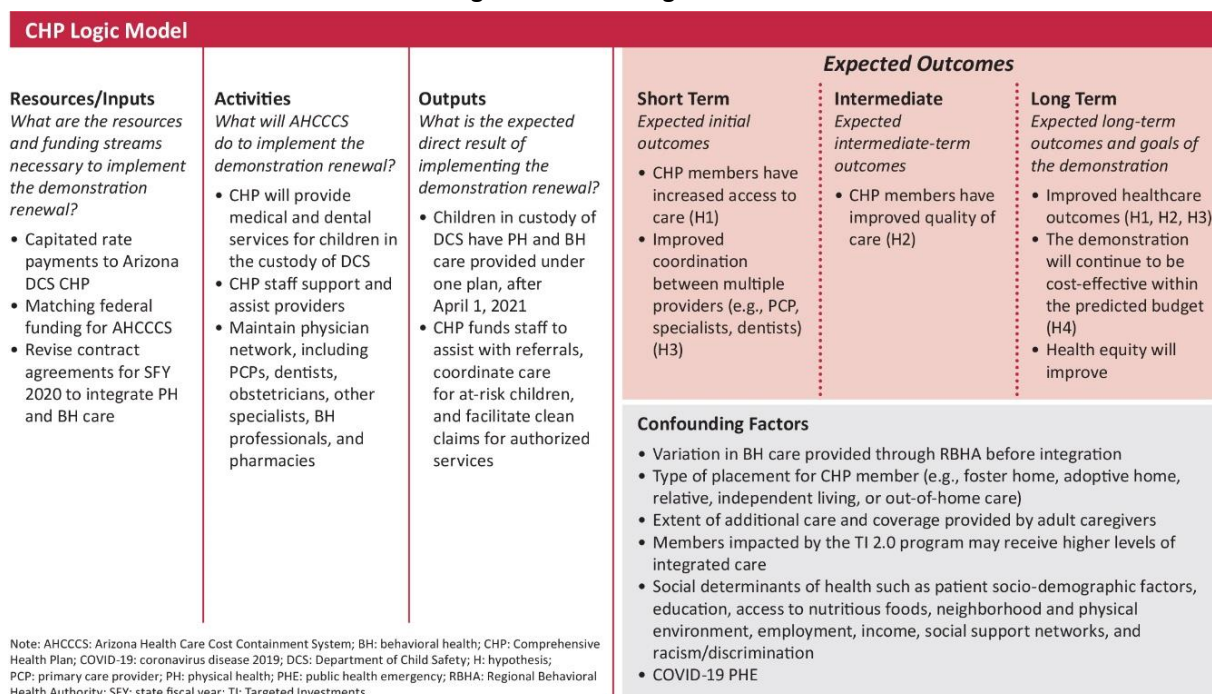 CHP Logic Model
Resources/Inputs
What are the resources
and funding streams
necessary to implement
the demonstration
renewal?
• Capitated rate
payments to Arizona
DCS CHP
• Matching federal
funding for AHCCCS
• Revise contract
agreements for SFY
2020 to integrate PH
and BH care
Activities
What will AHCCCS
do to implement the
demonstration renewal?
• CHP will provide
medical and dental
services for children in
the custody of DCS
• CHP staff support and
assist providers
• Maintain physician
network, including
PCPs, dentists,
obstetricians, other
specialists, BH
professionals, and
pharmacies
Outputs
What is the expected
direct result of
implementing the
demonstration renewal?
• Children in custody of
DCS have PH and BH
care provided under
one plan, after
April 1, 2021
• CHP funds staff to
assist with referrals,
coordinate care
for at-risk children,
and facilitate clean
claims for authorized
services
Expected Outcomes
Short Term
Expected initial
outcomes
• CHP members have
increased access to
care (H1)
• Improved
coordination
between multiple
providers (e.g., PCP,
specialists, dentists)
(H3)
Intermediate
Expected
intermediate-term
outcomes
• CHP members have
improved quality of
care (H2)
Long Term
Expected long-term
outcomes and goals of
the demonstration
• Improved healthcare
outcomes (H1, H2, H3)
• The demonstration
will continue to be
cost-effective within
the predicted budget
(H4)
• Health equity will
improve
Confounding Factors
• Variation in BH care provided through RBHA before integration
• Type of placement for CHP member (e.g., foster home, adoptive home,
relative, independent living, or out-of-home care)
• Extent of additional care and coverage provided by adult caregivers
• Members impacted by the TI 2.0 program may receive higher levels of
integrated care
• Social determinants of health such as patient socio-demographic factors,
education, access to nutritious foods, neighborhood and physical
environment, employment, income, social support networks, and
racism/discrimination
• COVID-19 PHE
Note: AHCCCS: Arizona Health Care Cost Containment System; BH: behavioral health; CHP: Comprehensive
Health Plan; COVID-19: coronavirus disease 2019; DCS: Department of Child Safety; H: hypothesis;
PCP: primary care provider; PH: physical health; PHE: public health emergency; RBHA: Regional Behavioral
Health Authority; SFY: state fiscal year; TI: Targeted Investments